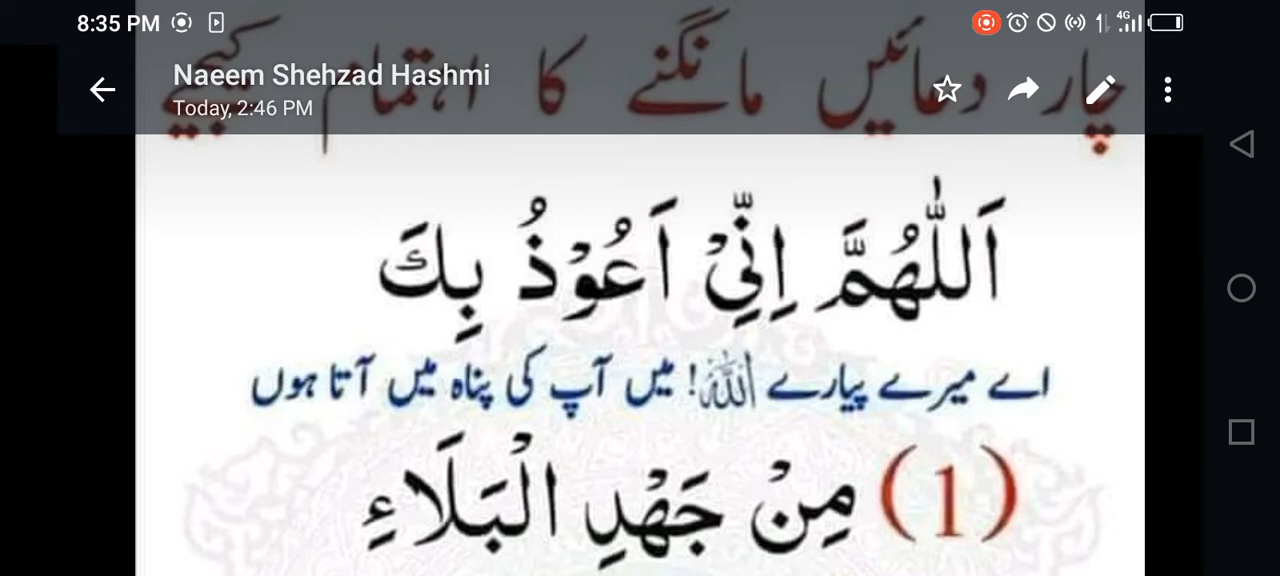 8:35 PM 4G
Naeem Shehzad Hashmi
Today, 2:46 PM
چار دعائیں مانگنے کا اہتمام کیجیے
اَللّٰهُمَّ اِنِّيْ اَعُوْذُ بِكَ
اے میرے پیارے اللہ! میں آپ کی پناہ میں آتا ہوں
(1) مِنْ جَهْدِ الْبَلَاءِ